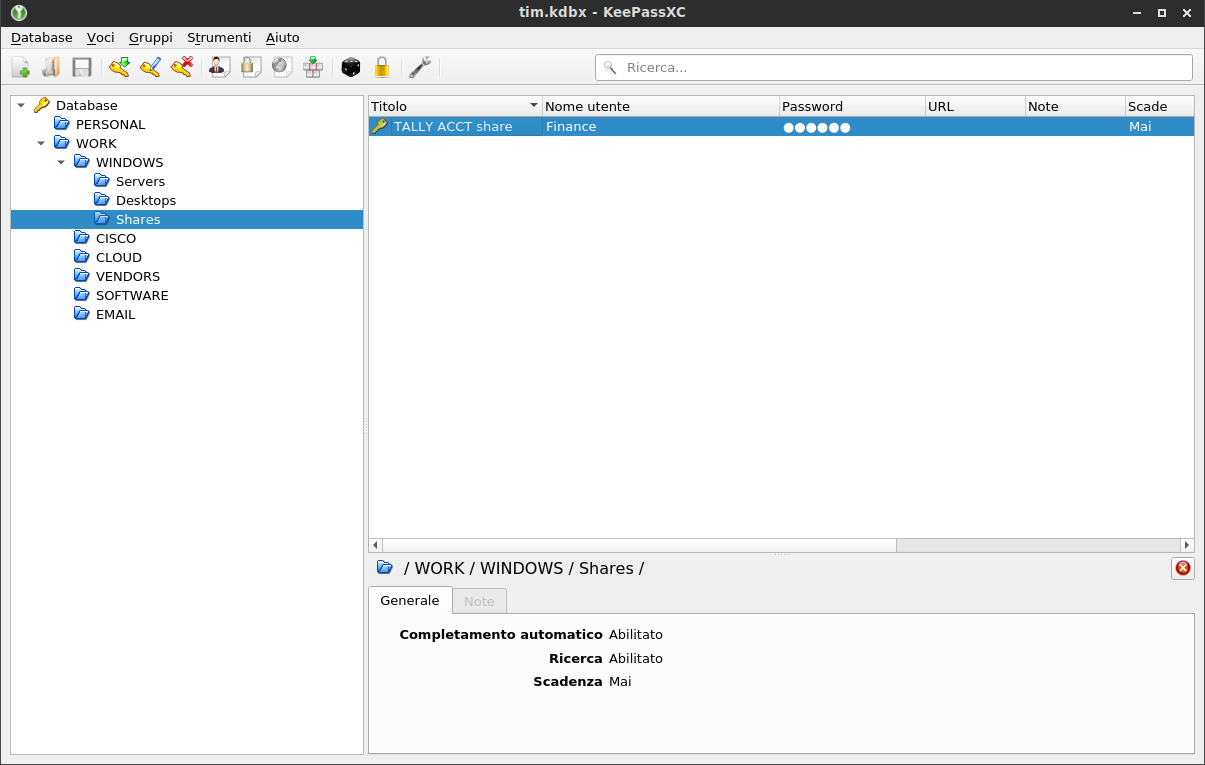 tim.kdbx - KeePassXC
Database Voci Gruppi Strumenti Aiuto
Ricerca...
Database
PERSONAL
WORK
WINDOWS
Servers
Desktops
Shares
CISCO
CLOUD
VENDORS
SOFTWARE
EMAIL
Titolo Nome utente Password URL Note Scade
TALLY ACCT share Finance ●●●●●● Mai
/ WORK / WINDOWS / Shares /
Generale Note
Completamento automatico Abilitato
Ricerca Abilitato
Scadenza Mai